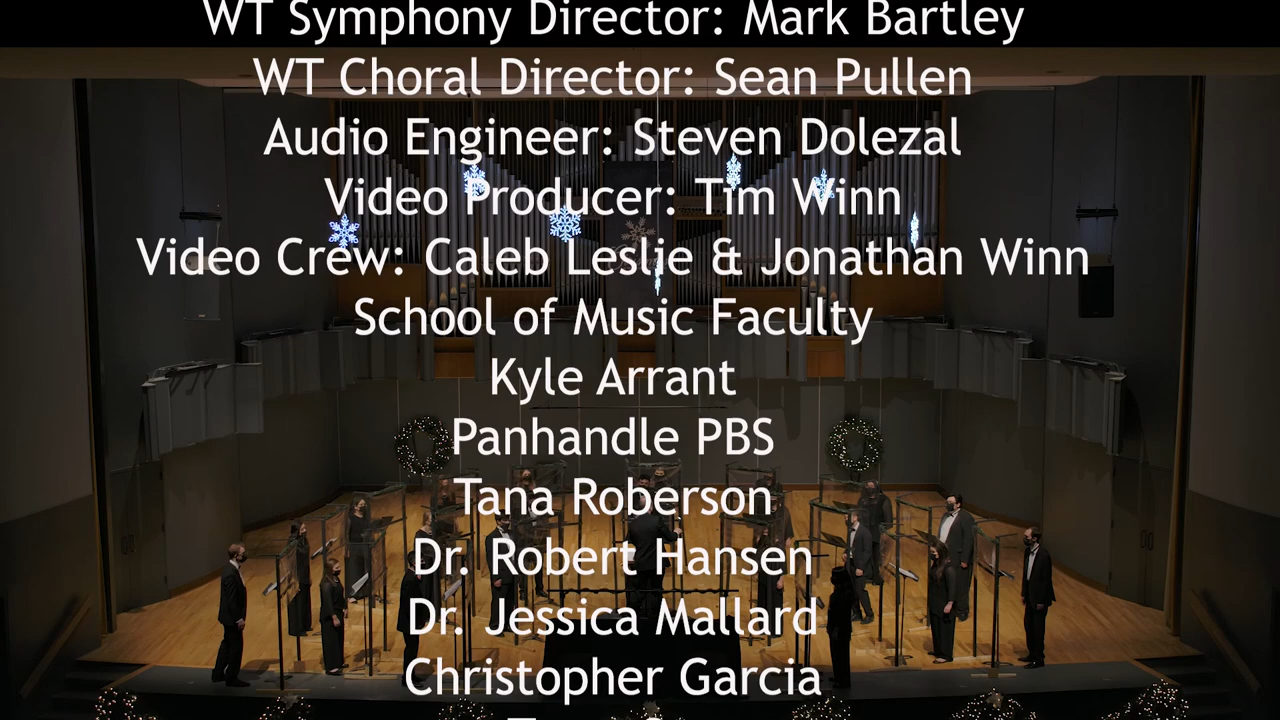 WT Symphony Director: Mark Bartley
WT Choral Director: Sean Pullen
Audio Engineer: Steven Dolezal
Video Producer: Tim Winn
Video Crew: Caleb Leslie & Jonathan Winn
School of Music Faculty
Kyle Arrant
Panhandle PBS
Tana Roberson
Dr. Robert Hansen
Dr. Jessica Mallard
Christopher Garcia